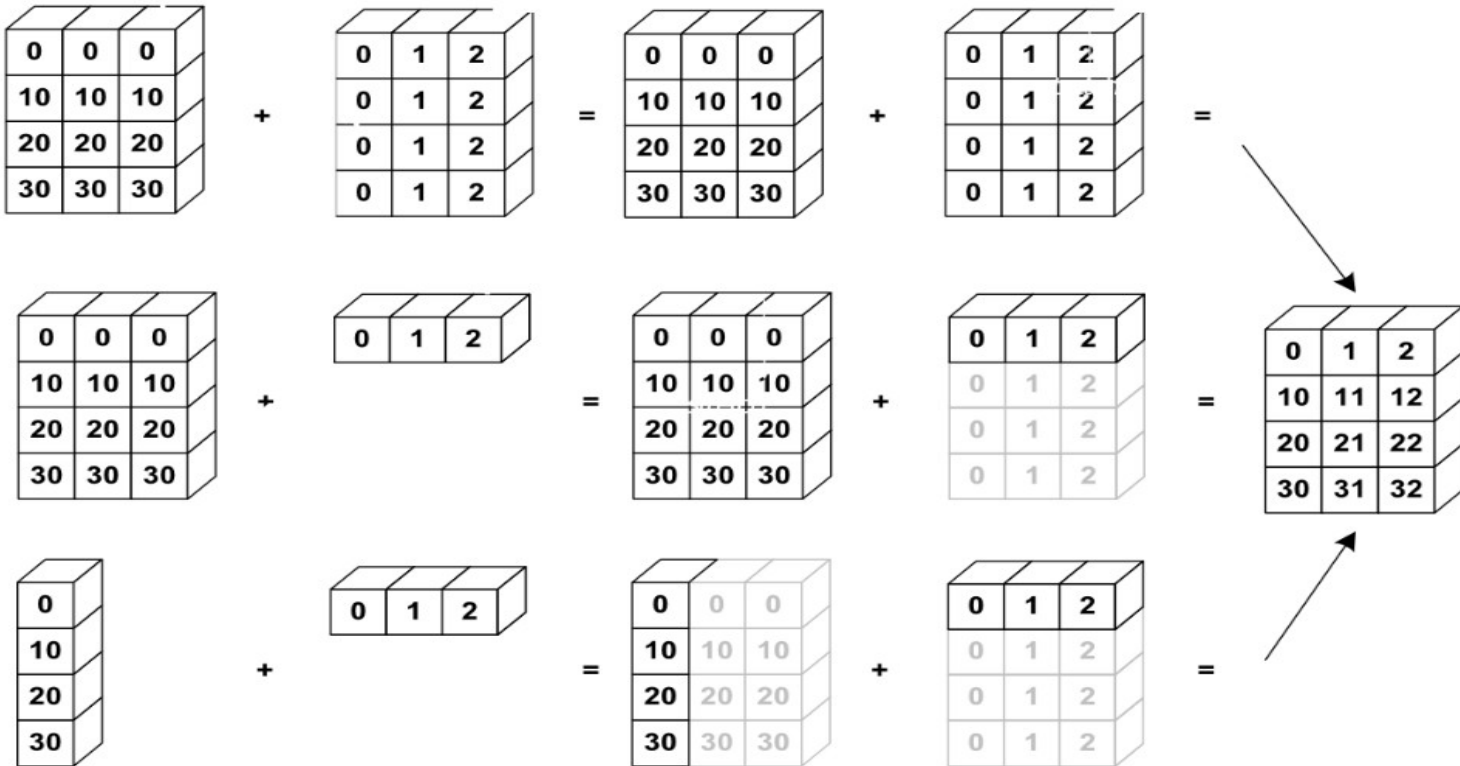 0 0 0 0 1 2 0 0 0 0 1 2
10 10 10 0 1 2 10 10 10 0 1 2
+ = + =
20 20 20 0 1 2 20 20 20 0 1 2
30 30 30 0 1 2 30 30 30 0 1 2
0 0 0 0 1 2 0 0 0 0 1 2 0 1 2
10 10 10 10 10 10 0 1 2 10 11 12
+ = + =
20 20 20 20 20 20 0 1 2 20 21 22
30 30 30 30 30 30 0 1 2 30 31 32
0 0 1 2 0 0 0 0 1 2
10 10 10 10 0 1 2
+ = + =
20 20 20 20 0 1 2
30 30 30 30 0 1 2